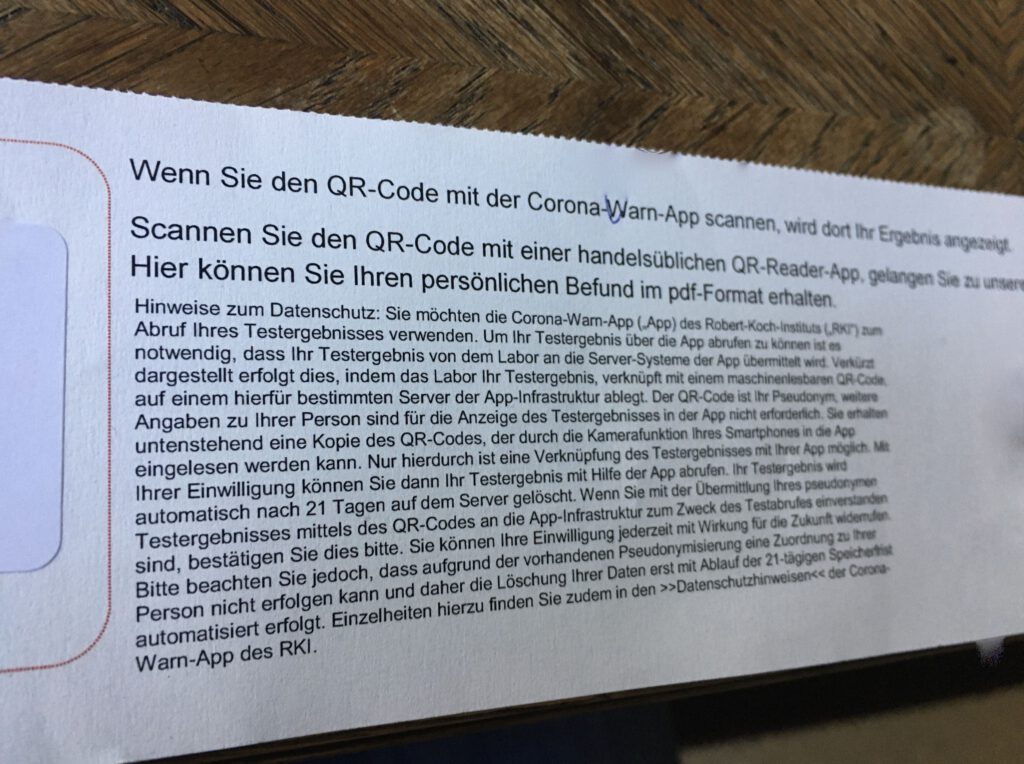 Wenn Sie den QR-Code mit der Corona-Warn-App scannen, wird dort Ihr Ergebnis angezeigt.
Scannen Sie den QR-Code mit einer handelsüblichen QR-Reader-App, gelangen Sie zu unsere
Hier können Sie Ihren persönlichen Befund im pdf-Format erhalten.
Hinweise zum Datenschutz: Sie möchten die Corona-Warn-App („App) des Robert-Koch-Instituts („RKI") zum
Abruf Ihres Testergebnisses verwenden. Um Ihr Testergebnis über die App abrufen zu können ist es
notwendig, dass Ihr Testergebnis von dem Labor an die Server-Systeme der App übermittelt wird. Verkürzt
dargestellt erfolgt dies, indem das Labor Ihr Testergebnis, verknüpft mit einem maschinenlesbaren QR-Code,
auf einem hierfür bestimmten Server der App-Infrastruktur ablegt. Der QR-Code ist Ihr Pseudonym, weitere
Angaben zu Ihrer Person sind für die Anzeige des Testergebnisses in der App nicht erforderlich. Sie erhalten
untenstehend eine Kopie des QR-Codes, der durch die Kamerafunktion Ihres Smartphones in die App
eingelesen werden kann. Nur hierdurch ist eine Verknüpfung des Testergebnisses mit Ihrer App möglich. Mit
Ihrer Einwilligung können Sie dann Ihr Testergebnis mit Hilfe der App abrufen. Ihr Testergebnis wird
automatisch nach 21 Tagen auf dem Server gelöscht. Wenn Sie mit der Übermittlung Ihres pseudonymen
Testergebnisses mittels des QR-Codes an die App-Infrastruktur zum Zweck des Testabrufes einverstanden
sind, bestätigen Sie dies bitte. Sie können Ihre Einwilligung jederzeit mit Wirkung für die Zukunft widerrufen.
Bitte beachten Sie jedoch, dass aufgrund der vorhandenen Pseudonymisierung eine Zuordnung zu Ihrer
Person nicht erfolgen kann und daher die Löschung Ihrer Daten erst mit Ablauf der 21-tägigen Speicherfrist
automatisiert erfolgt. Einzelheiten hierzu finden Sie zudem in den >>Datenschutzhinweisen<< der Corona-
Warn-App des RKI.